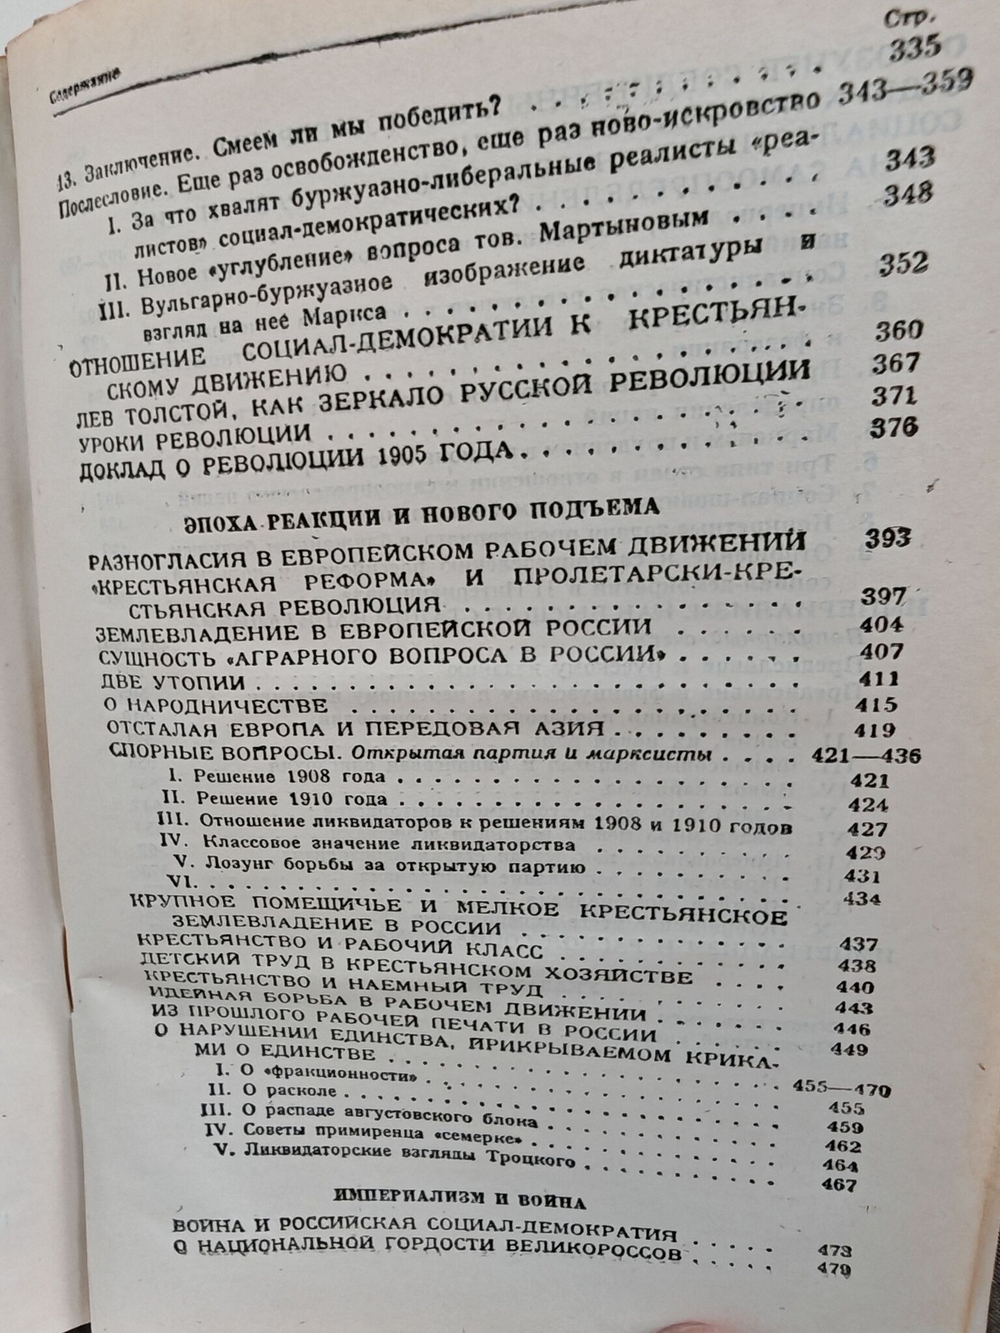 Содержание
Стр.
13. Заключение. Смеем ли мы победить? . . . . . . . . . . . 335
Послесловие. Еще раз освобожденство, еще раз ново-искровство 343—359
I. За что хвалят буржуазно-либеральные реалисты «реа-
листов» социал-демократических? . . . . . . . . . . 343
II. Новое «углубление» вопроса тов. Мартыновым . . . . 348
III. Вульгарно-буржуазное изображение диктатуры и
взгляд на нее Маркса . . . . . . . . . . . . . . 352
ОТНОШЕНИЕ СОЦИАЛ-ДЕМОКРАТИИ К КРЕСТЬЯН-
СКОМУ ДВИЖЕНИЮ . . . . . . . . . . . . . . . . 360
ЛЕВ ТОЛСТОЙ, КАК ЗЕРКАЛО РУССКОЙ РЕВОЛЮЦИИ 367
УРОКИ РЕВОЛЮЦИИ . . . . . . . . . . . . . . . . . 371
ДОКЛАД О РЕВОЛЮЦИИ 1905 ГОДА. . . . . . . . . . 376
ЭПОХА РЕАКЦИИ И НОВОГО ПОДЪЕМА
РАЗНОГЛАСИЯ В ЕВРОПЕЙСКОМ РАБОЧЕМ ДВИЖЕНИИ 393
«КРЕСТЬЯНСКАЯ РЕФОРМА» И ПРОЛЕТАРСКИ-КРЕ-
СТЬЯНСКАЯ РЕВОЛЮЦИЯ . . . . . . . . . . . . . . 397
ЗЕМЛЕВЛАДЕНИЕ В ЕВРОПЕЙСКОЙ РОССИИ . . . . . . 404
СУЩНОСТЬ «АГРАРНОГО ВОПРОСА В РОССИИ» . . . . . . 407
ДВЕ УТОПИИ . . . . . . . . . . . . . . . . . . . . . 411
О НАРОДНИЧЕСТВЕ . . . . . . . . . . . . . . . . . . 415
ОТСТАЛАЯ ЕВРОПА И ПЕРЕДОВАЯ АЗИЯ . . . . . . . . 419
СПОРНЫЕ ВОПРОСЫ. Открытая партия и марксисты . . . . 421—436
I. Решение 1908 года . . . . . . . . . . . . . . . . . 421
II. Решение 1910 года . . . . . . . . . . . . . . . . . 424
III. Отношение ликвидаторов к решениям 1908 и 1910 годов 427
IV. Классовое значение ликвидаторства . . . . . . . . 429
V. Лозунг борьбы за открытую партию . . . . . . . . . 431
VI. . . . . . . . . . . . . . . . . . . . . . . . . . 434
КРУПНОЕ ПОМЕЩИЧЬЕ И МЕЛКОЕ КРЕСТЬЯНСКОЕ
ЗЕМЛЕВЛАДЕНИЕ В РОССИИ . . . . . . . . . . . . 437
КРЕСТЬЯНСТВО И РАБОЧИЙ КЛАСС . . . . . . . . . . 438
ДЕТСКИЙ ТРУД В КРЕСТЬЯНСКОМ ХОЗЯЙСТВЕ . . . . 440
КРЕСТЬЯНСТВО И НАЕМНЫЙ ТРУД . . . . . . . . . . 443
ИДЕЙНАЯ БОРЬБА В РАБОЧЕМ ДВИЖЕНИИ . . . . . . 446
ИЗ ПРОШЛОГО РАБОЧЕЙ ПЕЧАТИ В РОССИИ . . . . . 449
О НАРУШЕНИИ ЕДИНСТВА, ПРИКРЫВАЕМОМ КРИКА-
МИ О ЕДИНСТВЕ . . . . . . . . . . . . . . . . . . 455—470
I. О «фракционности» . . . . . . . . . . . . . . . . 455
II. О расколе . . . . . . . . . . . . . . . . . . . . 459
III. О распаде августовского блока . . . . . . . . . . 462
IV. Советы примиренца «семерке» . . . . . . . . . . . 464
V. Ликвидаторские взгляды Троцкого . . . . . . . . . 467
ИМПЕРИАЛИЗМ И ВОЙНА
ВОЙНА И РОССИЙСКАЯ СОЦИАЛ-ДЕМОКРАТИЯ . . . . . 473
О НАЦИОНАЛЬНОЙ ГОРДОСТИ ВЕЛИКОРОССОВ . . . . . 479